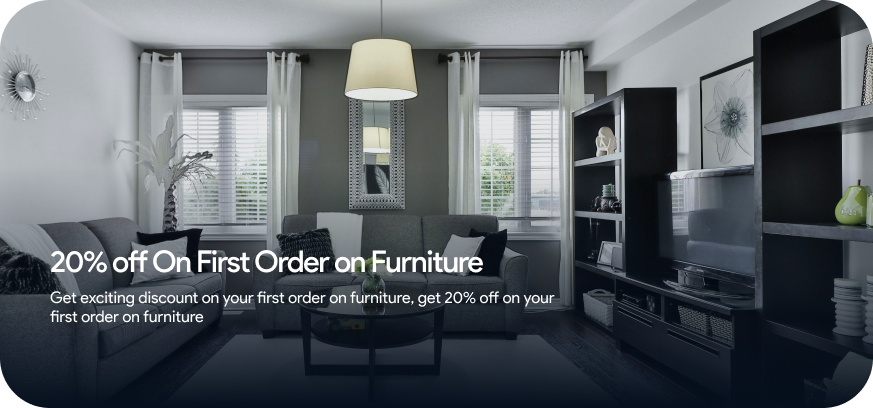 20% off On First Order on Furniture
Get exciting discount on your first order on furniture, get 20% off on your
first order on furniture